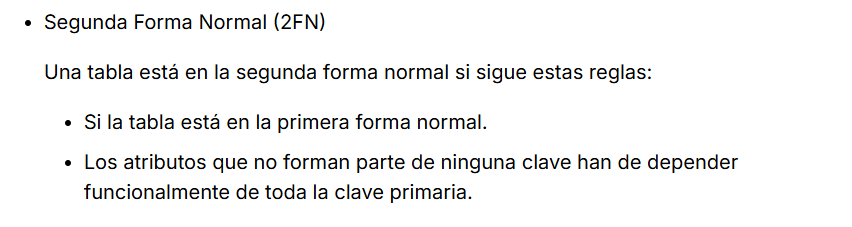 • Segunda Forma Normal (2FN)
Una tabla está en la segunda forma normal si sigue estas reglas:
• Si la tabla está en la primera forma normal.
• Los atributos que no forman parte de ninguna clave han de depender
funcionalmente de toda la clave primaria.